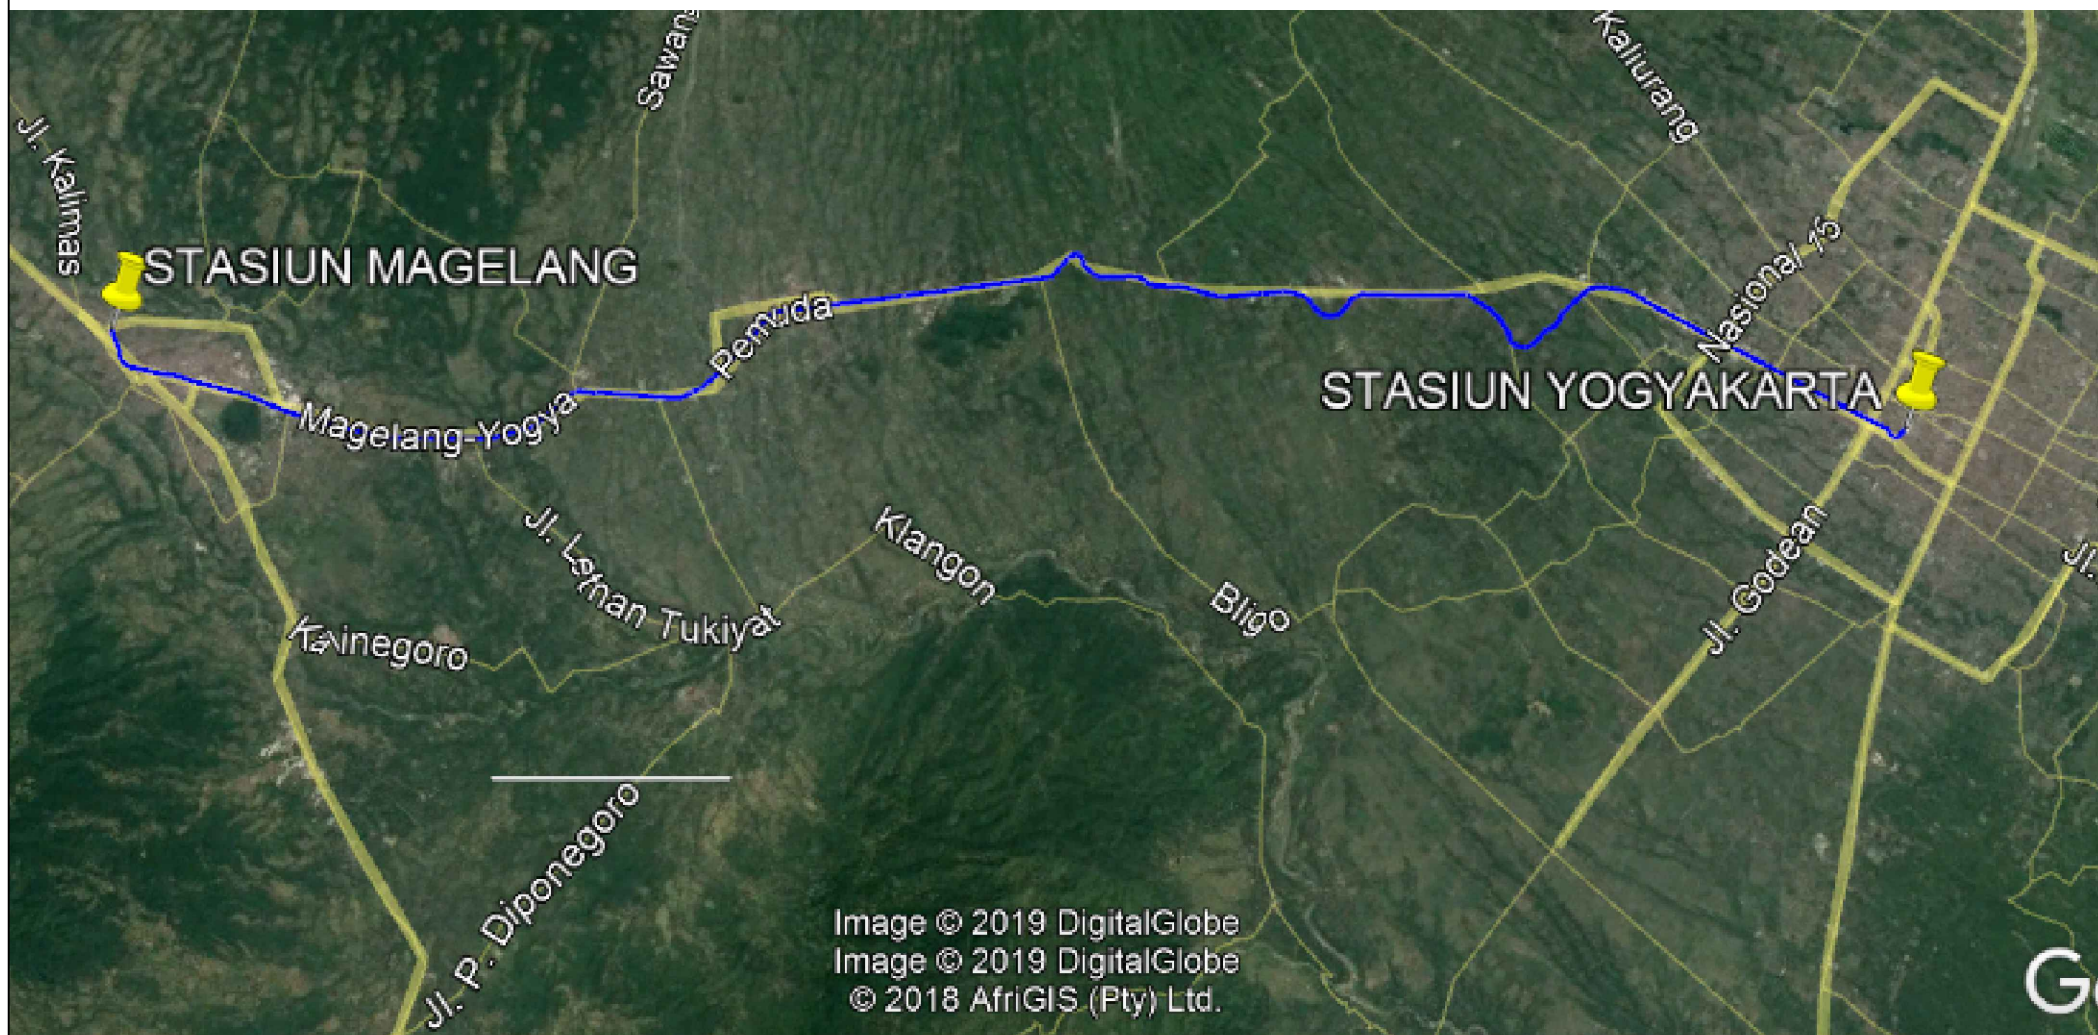 Sawang
Kaliurang
Jl. Kalimas
STASIUN MAGELANG
Nasional 15
Pemuda
STASIUN YOGYAKARTA
Magelang-Yogya
Jl. Letnan Tukiyat
Klangon
Jl. Godean
Jl.
Bligo
Jl. P. Diponegoro
Image © 2019 DigitalGlobe
Image © 2019 DigitalGlobe
© 2018 AfriGIS (Pty) Ltd.